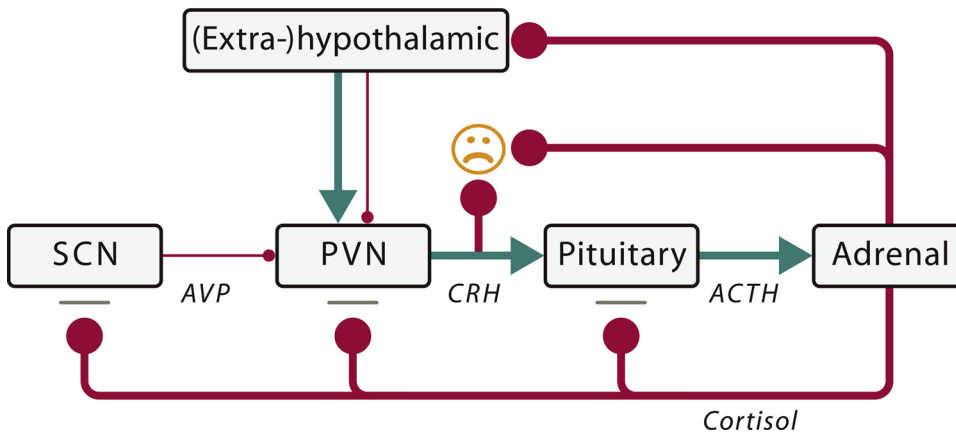 (Extra-)hypothalamic
SCN
PVN
Pituitary
Adrenal
AVP
CRH
ACTH
Cortisol